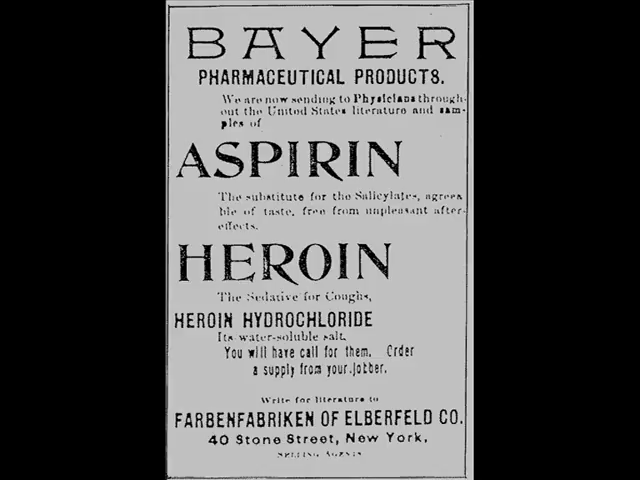 BAYER
PHARMACEUTICAL PRODUCTS.
We are now sending to Physicians through-
out the United States literature and sam-
ples of
ASPIRIN
The substitute for the Salicylates, agreea-
ble of taste, free from unpleasant after-
effects.
HEROIN
The Sedative for Coughs,
HEROIN HYDROCHLORIDE
Its water-soluble salt.
You will have call for them. Order
a supply from your jobber.
Write for literature to
FARBENFABRIKEN OF ELBERFELD CO.
40 Stone Street, New York,
SELLING AGENTS